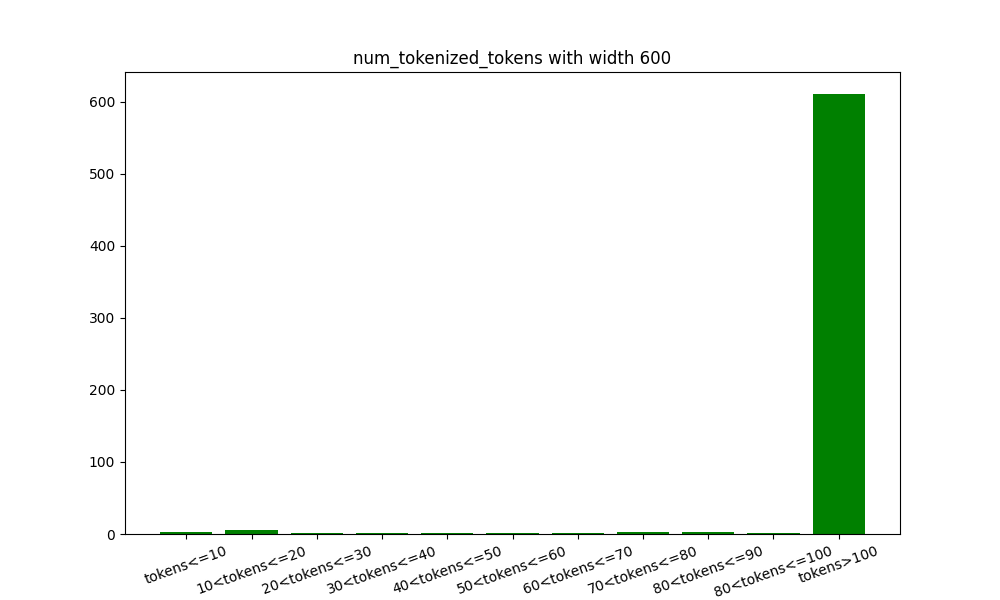 num_tokenized_tokens with width 600
600
500
400
300
200
100
0
tokens<=10
10<tokens<=20
20<tokens<=30
30<tokens<=40
40<tokens<=50
50<tokens<=60
60<tokens<=70
70<tokens<=80
80<tokens<=90
80<tokens<=100
tokens>100